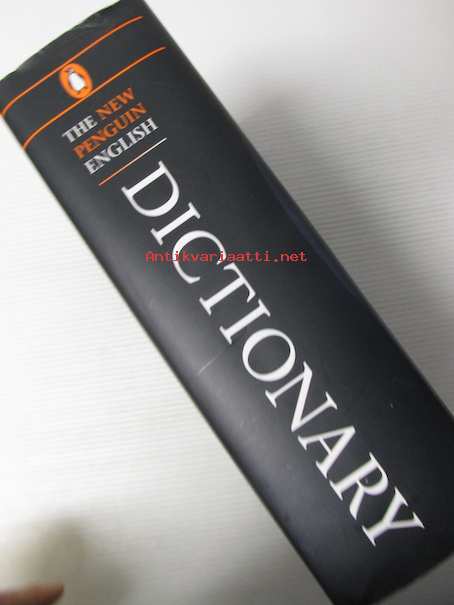 THE NEW
PENGUIN
ENGLISH
DICTIONARY
Antikvariaatti.net